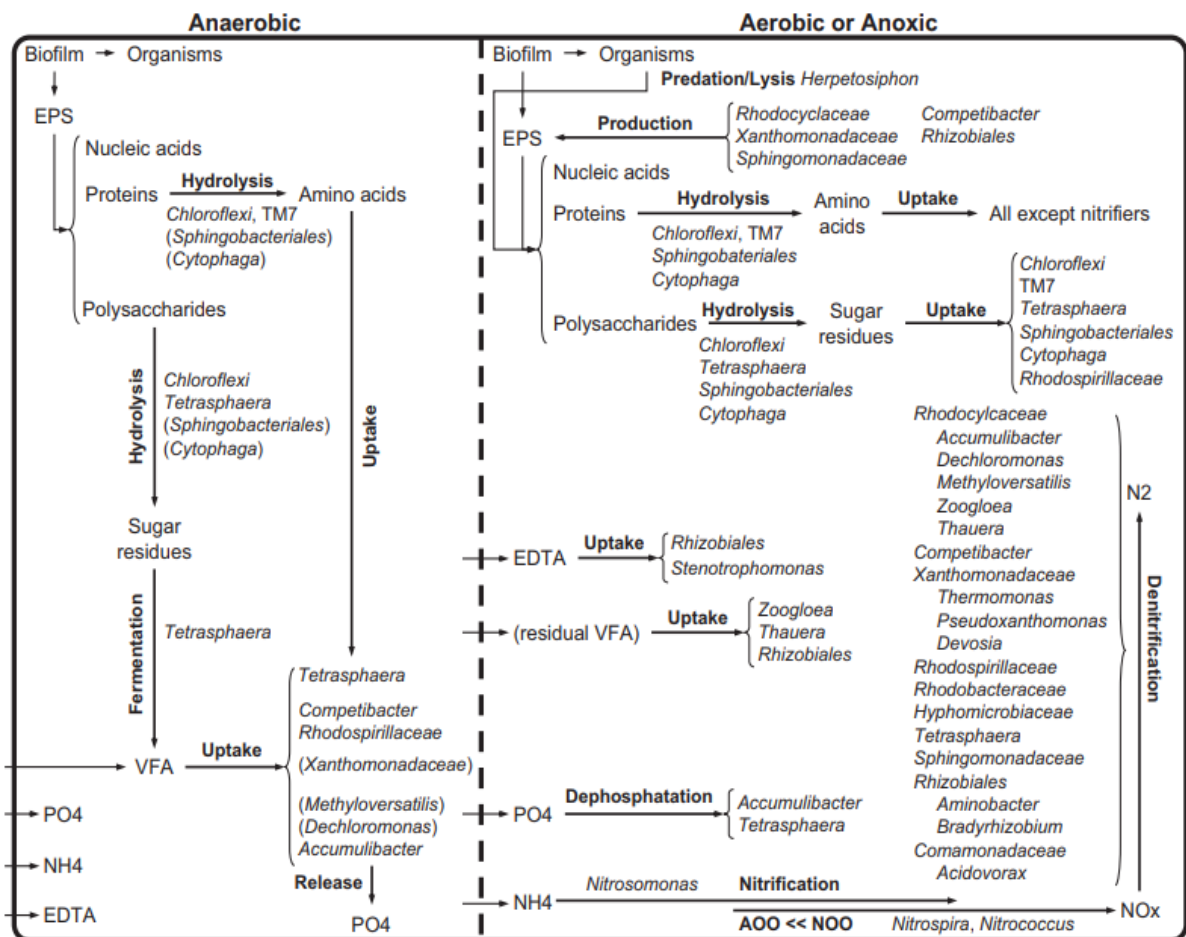 Anaerobic
Biofilm → Organisms
EPS
Nucleic acids
Proteins
Hydrolysis
Amino acids
Chloroflexi, TM7
(Sphingobacteriales)
(Cytophaga)
Polysaccharides
Hydrolysis
Chloroflexi
Tetrasphaera
(Sphingobacteriales)
(Cytophaga)
Uptake
Sugar
residues
Fermentation
Tetrasphaera
VFA
Uptake
Tetrasphaera
Competibacter
Rhodospirillaceae
(Xanthomonadaceae)
(Methyloversatilis)
(Dechloromonas)
Accumulibacter
Release
PO4
PO4
NH4
EDTA
Aerobic or Anoxic
Biofilm → Organisms
Predation/Lysis Herpetosiphon
EPS
Production
Rhodocyclaceae
Xanthomonadaceae
Sphingomonadaceae
Competibacter
Rhizobiales
Nucleic acids
Proteins
Hydrolysis
Chloroflexi, TM7
Sphingobateriales
Cytophaga
Amino
acids
Uptake
All except nitrifiers
Polysaccharides
Hydrolysis
Chloroflexi
Tetrasphaera
Sphingobacteriales
Cytophaga
Sugar
residues
Uptake
Chloroflexi
TM7
Tetrasphaera
Sphingobacteriales
Cytophaga
Rhodospirillaceae
EDTA
Uptake
Rhizobiales
Stenotrophomonas
(residual VFA)
Uptake
Zoogloea
Thauera
Rhizobiales
PO4
Dephosphatation
Accumulibacter
Tetrasphaera
Rhodocylcaceae
Accumulibacter
Dechloromonas
Methyloversatilis
Zoogloea
Thauera
Competibacter
Xanthomonadaceae
Thermomonas
Pseudoxanthomonas
Devosia
Rhodospirillaceae
Rhodobacteraceae
Hyphomicrobiaceae
Tetrasphaera
Sphingomonadaceae
Rhizobiales
Aminobacter
Bradyrhizobium
Comamonadaceae
Acidovorax
N2
Denitrification
NH4
Nitrosomonas
Nitrification
AOO << NOO
Nitrospira, Nitrococcus
NOx